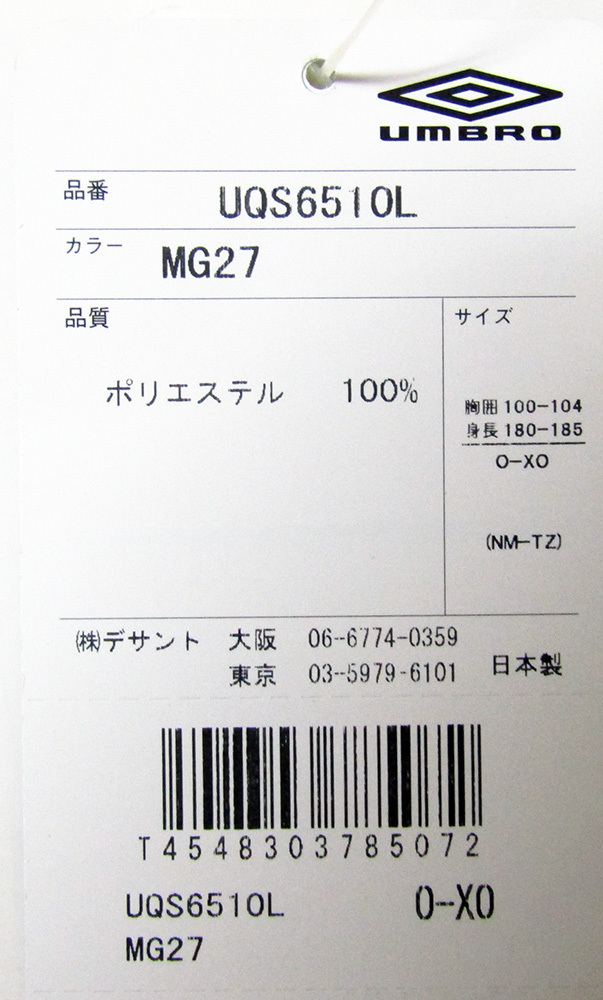 UMBRO
品番 UQS6510L
カラー MG27
品質
サイズ
ポリエステル 100%
胸囲 100-104
身長 180-185
O-XO
(NM-TZ)
㈱デサント 大阪 06-6774-0359
東京 03-5979-6101
日本製
T4548303785072
UQS6510L O-XO
MG27